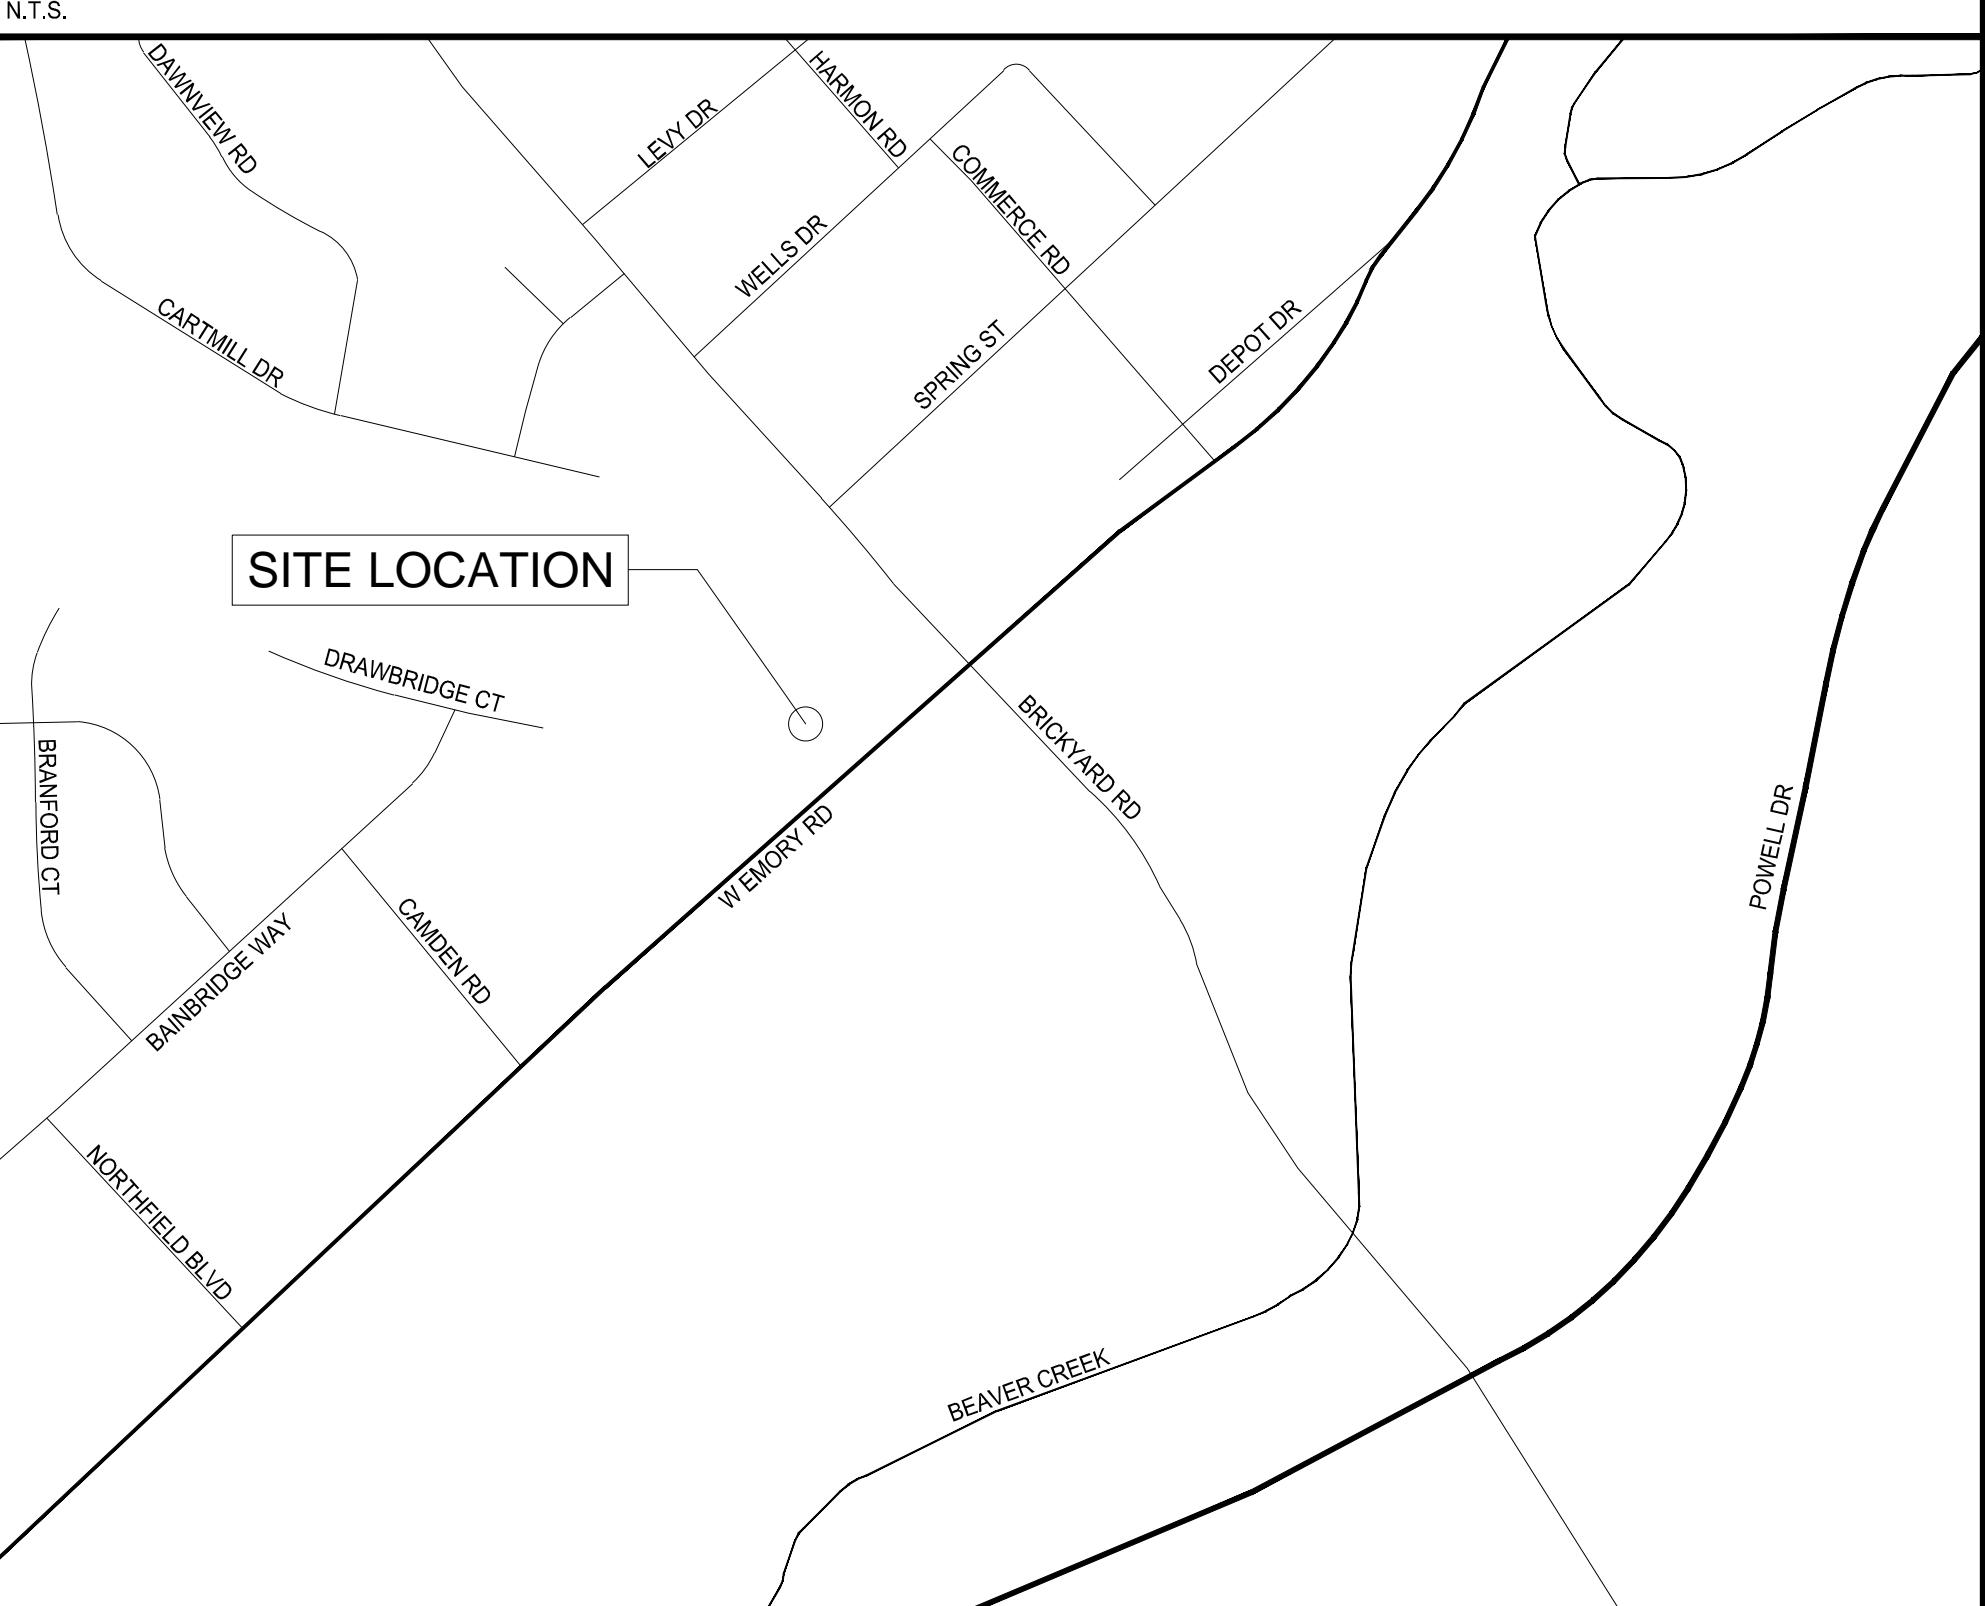 N.T.S.
DAWNVIEW RD
HARMON RD
LEVY DR
COMMERCE RD
WELLS DR
CARTMILL DR
DEPOT DR
SPRING ST
SITE LOCATION
DRAWBRIDGE CT
BRICKYARD RD
BRANFORD CT
W EMORY RD
POWELL DR
CAMDEN RD
BAINBRIDGE WAY
NORTHFIELD BLVD
BEAVER CREEK